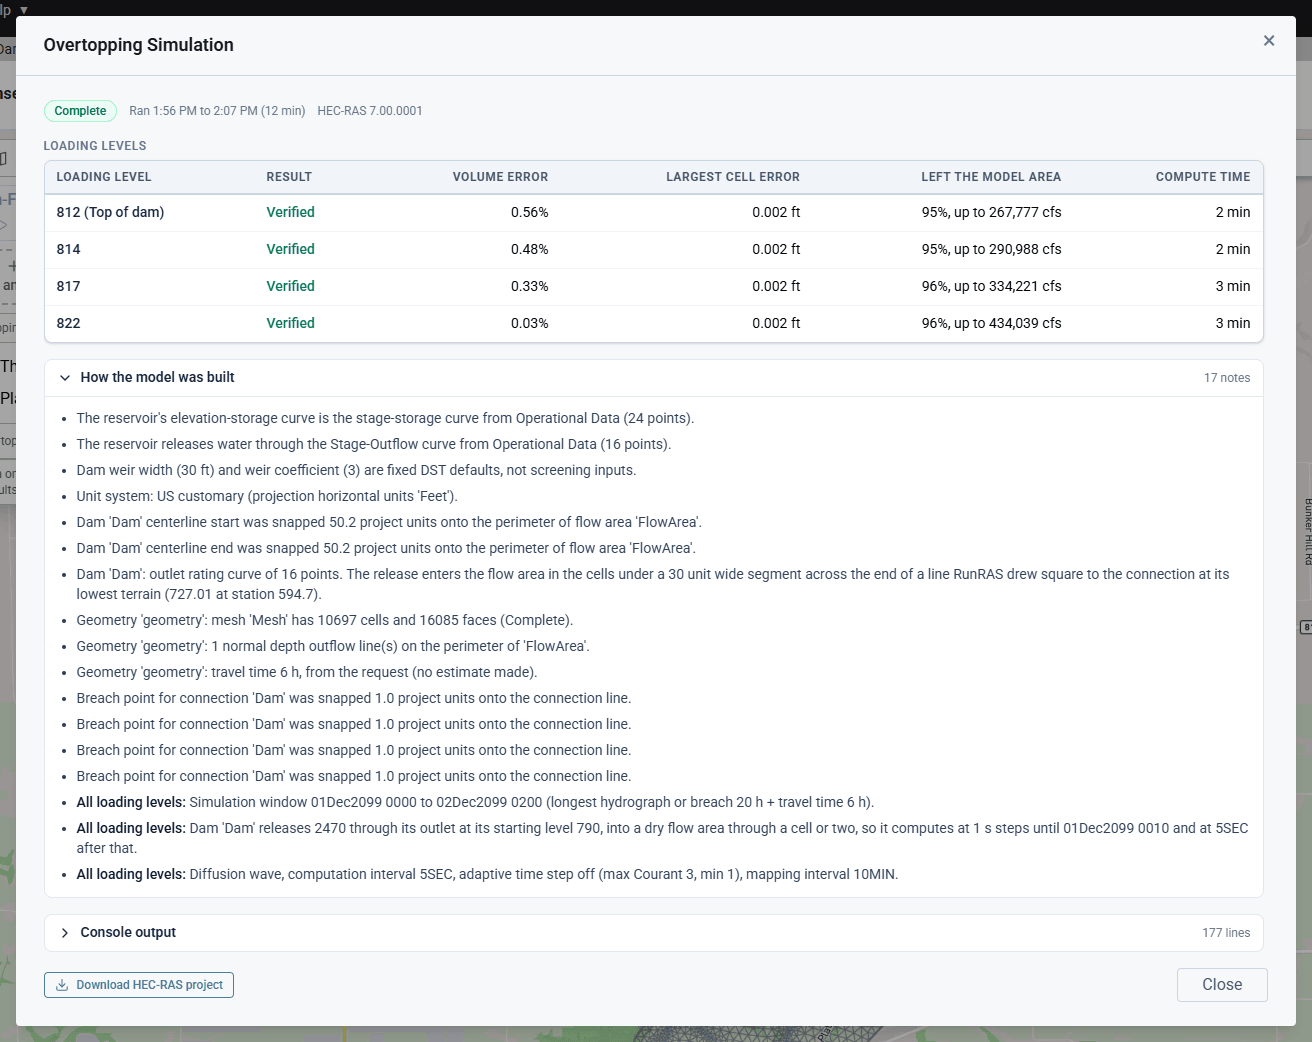 lp ▼
Overtopping Simulation
×
Complete Ran 1:56 PM to 2:07 PM (12 min) HEC-RAS 7.00.0001
LOADING LEVELS
LOADING LEVEL RESULT VOLUME ERROR LARGEST CELL ERROR LEFT THE MODEL AREA COMPUTE TIME
812 (Top of dam) Verified 0.56% 0.002 ft 95%, up to 267,777 cfs 2 min
814 Verified 0.48% 0.002 ft 95%, up to 290,988 cfs 2 min
817 Verified 0.33% 0.002 ft 96%, up to 334,221 cfs 3 min
822 Verified 0.03% 0.002 ft 96%, up to 434,039 cfs 3 min
How the model was built 17 notes
• The reservoir's elevation-storage curve is the stage-storage curve from Operational Data (24 points).
• The reservoir releases water through the Stage-Outflow curve from Operational Data (16 points).
• Dam weir width (30 ft) and weir coefficient (3) are fixed DST defaults, not screening inputs.
• Unit system: US customary (projection horizontal units 'Feet').
• Dam 'Dam' centerline start was snapped 50.2 project units onto the perimeter of flow area 'FlowArea'.
• Dam 'Dam' centerline end was snapped 50.2 project units onto the perimeter of flow area 'FlowArea'.
• Dam 'Dam': outlet rating curve of 16 points. The release enters the flow area in the cells under a 30 unit wide segment across the end of a line RunRAS drew square to the connection at its
lowest terrain (727.01 at station 594.7).
• Geometry 'geometry': mesh 'Mesh' has 10697 cells and 16085 faces (Complete).
• Geometry 'geometry': 1 normal depth outflow line(s) on the perimeter of 'FlowArea'.
• Geometry 'geometry': travel time 6 h, from the request (no estimate made).
• Breach point for connection 'Dam' was snapped 1.0 project units onto the connection line.
• Breach point for connection 'Dam' was snapped 1.0 project units onto the connection line.
• Breach point for connection 'Dam' was snapped 1.0 project units onto the connection line.
• Breach point for connection 'Dam' was snapped 1.0 project units onto the connection line.
• All loading levels: Simulation window 01Dec2099 0000 to 02Dec2099 0200 (longest hydrograph or breach 20 h + travel time 6 h).
• All loading levels: Dam 'Dam' releases 2470 through its outlet at its starting level 790, into a dry flow area through a cell or two, so it computes at 1 s steps until 01Dec2099 0010 and at 5SEC
after that.
• All loading levels: Diffusion wave, computation interval 5SEC, adaptive time step off (max Courant 3, min 1), mapping interval 10MIN.
Console output 177 lines
Download HEC-RAS project
Close
Bunker Hill Rd